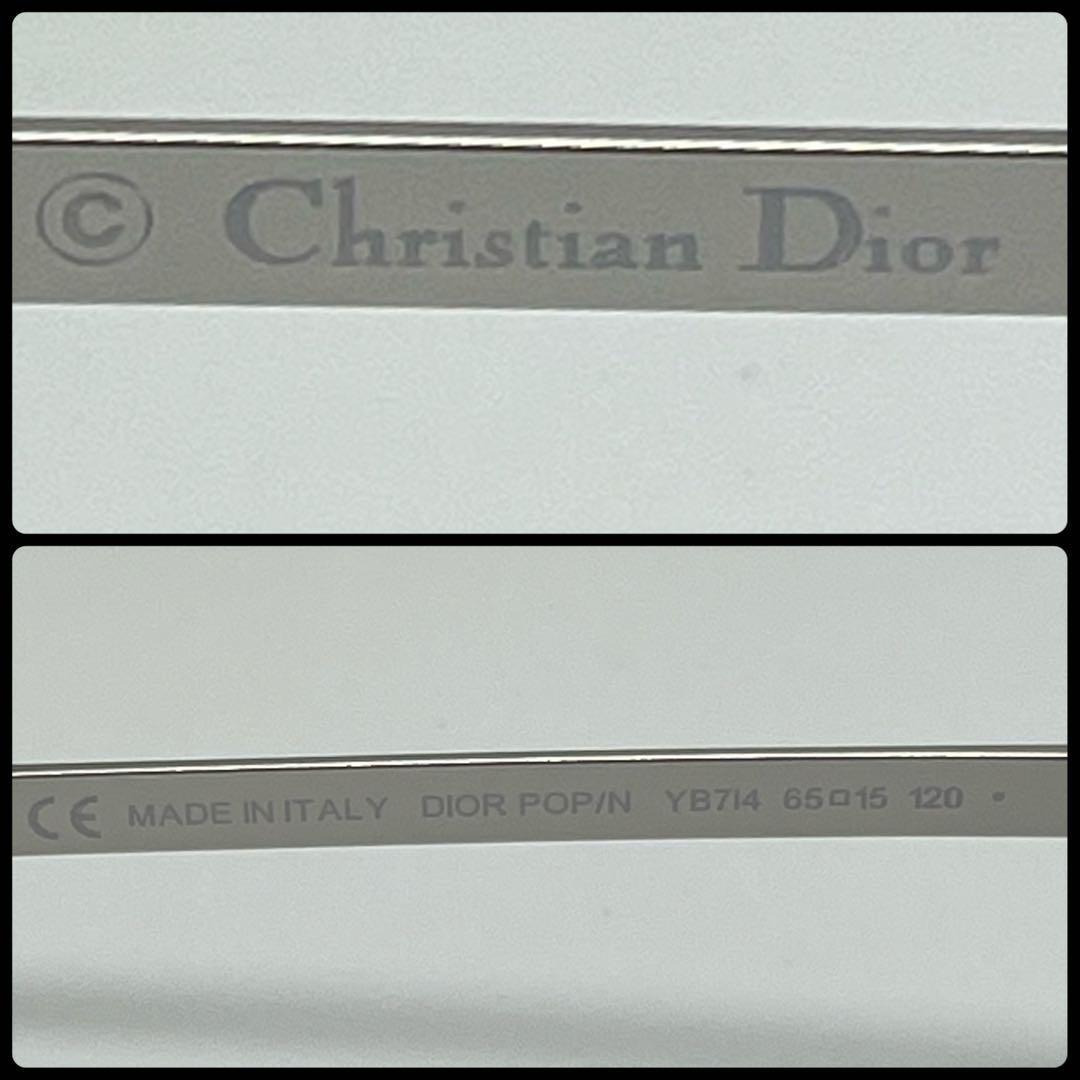 © Christian Dior
CE MADE IN ITALY DIOR POP/N YB7I4 65□15 120 •